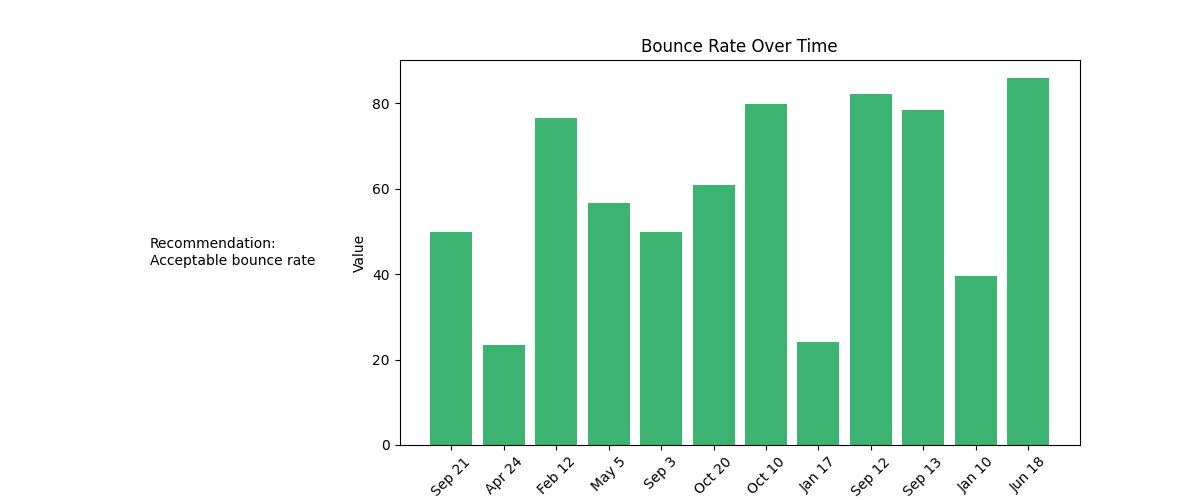 Bounce Rate Over Time
Recommendation:
Acceptable bounce rate
Value
80
60
40
20
0
Sep 21
Apr 24
Feb 12
May 5
Sep 3
Oct 20
Oct 10
Jan 17
Sep 12
Sep 13
Jan 10
Jun 18